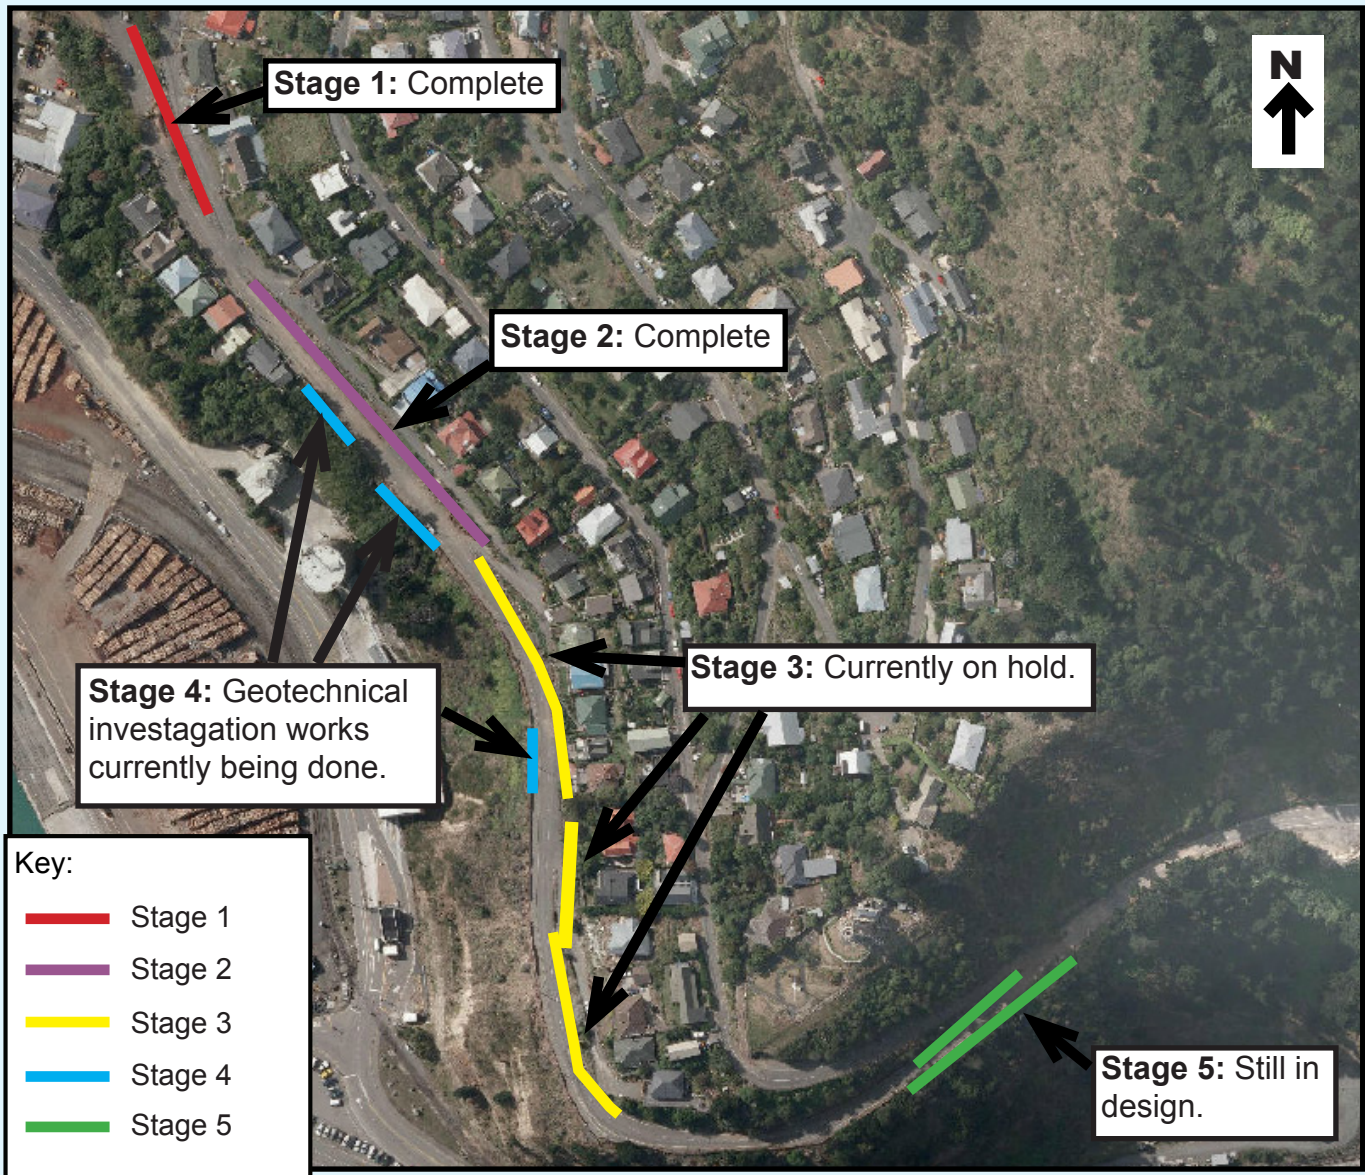 N
Stage 1: Complete
Stage 2: Complete
Stage 3: Currently on hold.
Stage 4: Geotechnical
investagation works
currently being done.
Stage 5: Still in
design.
Key:
Stage 1
Stage 2
Stage 3
Stage 4
Stage 5